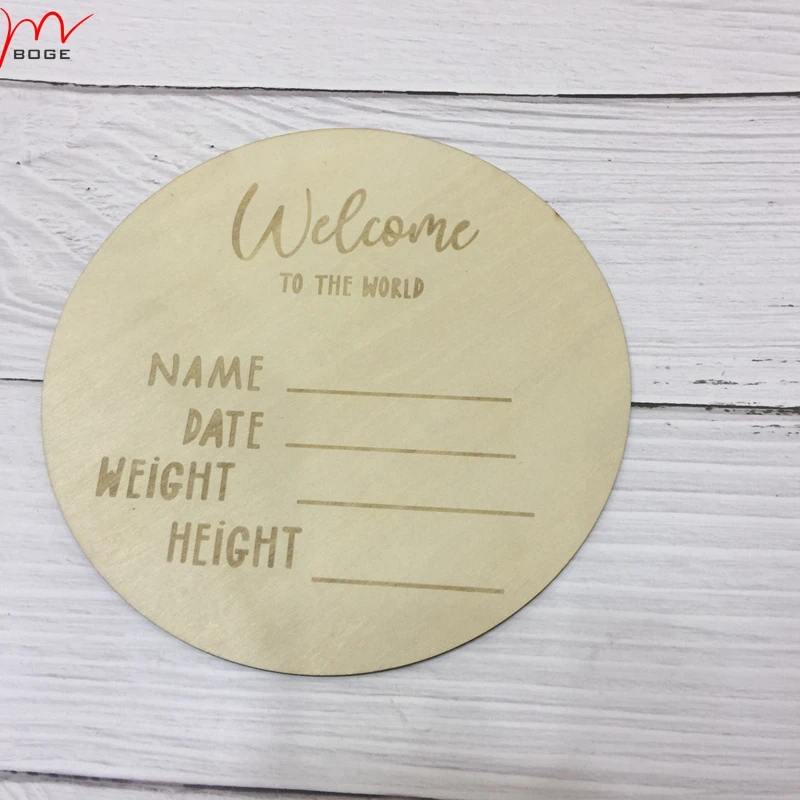 BOGE
Welcome
TO THE WORLD
NAME
DATE
WEiGHT
HEiGHT